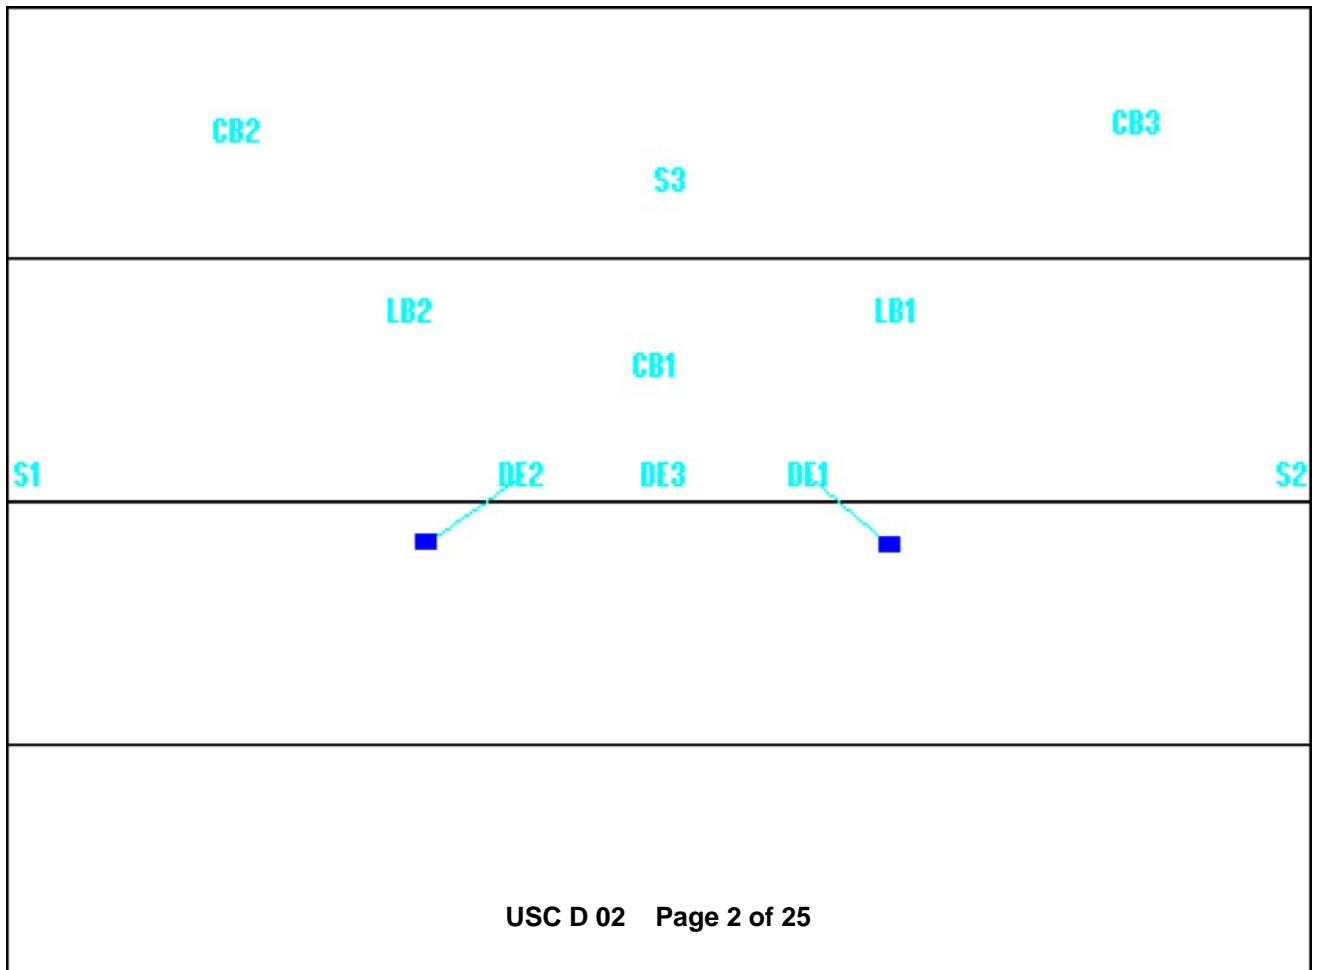 CB2 CB3
S3
LB2 LB1
CB1
S1 DE2 DE3 DE1 S2
USC D 02 Page 2 of 25